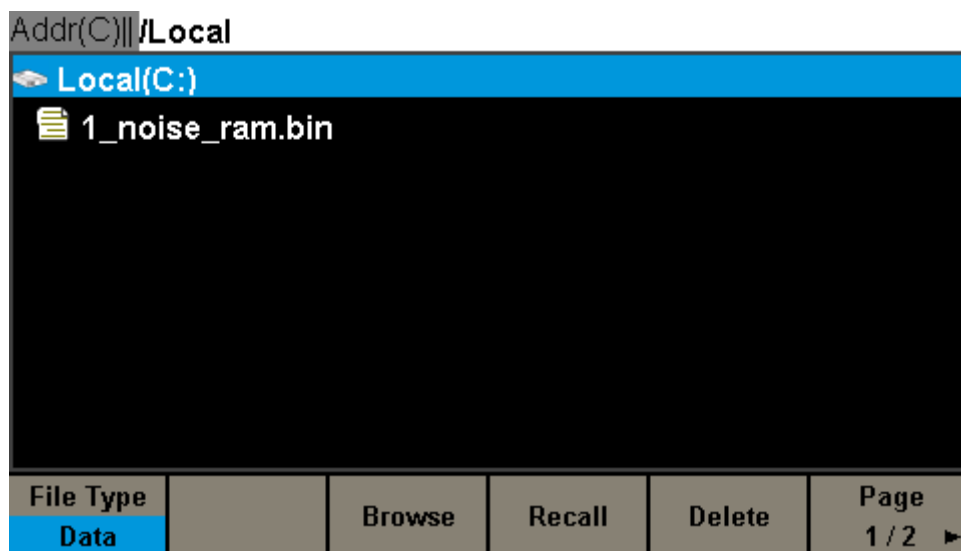 Addr(C)|| /Local
Local(C:)
1_noise_ram.bin
File Type
Data
Browse
Recall
Delete
Page
1 / 2 ►